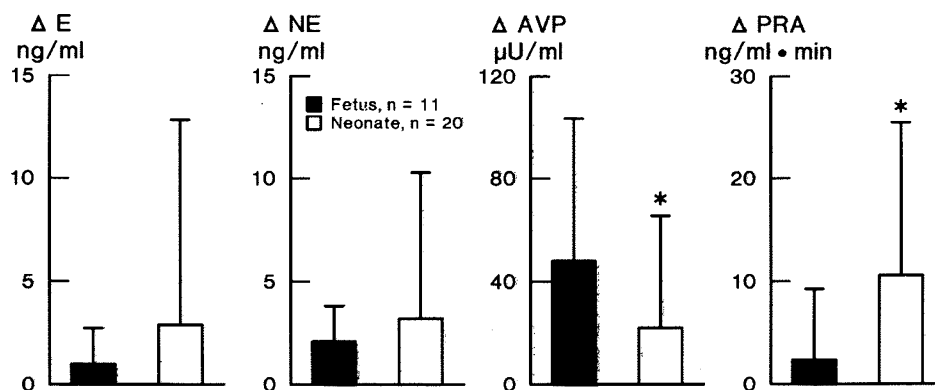 Δ E
ng/ml
15
10
5
0
Δ NE
ng/ml
15
10
5
0
Fetus, n = 11
Neonate, n = 20
Δ AVP
µU/ml
120
80
40
0
*
Δ PRA
ng/ml • min
30
20
10
0
*